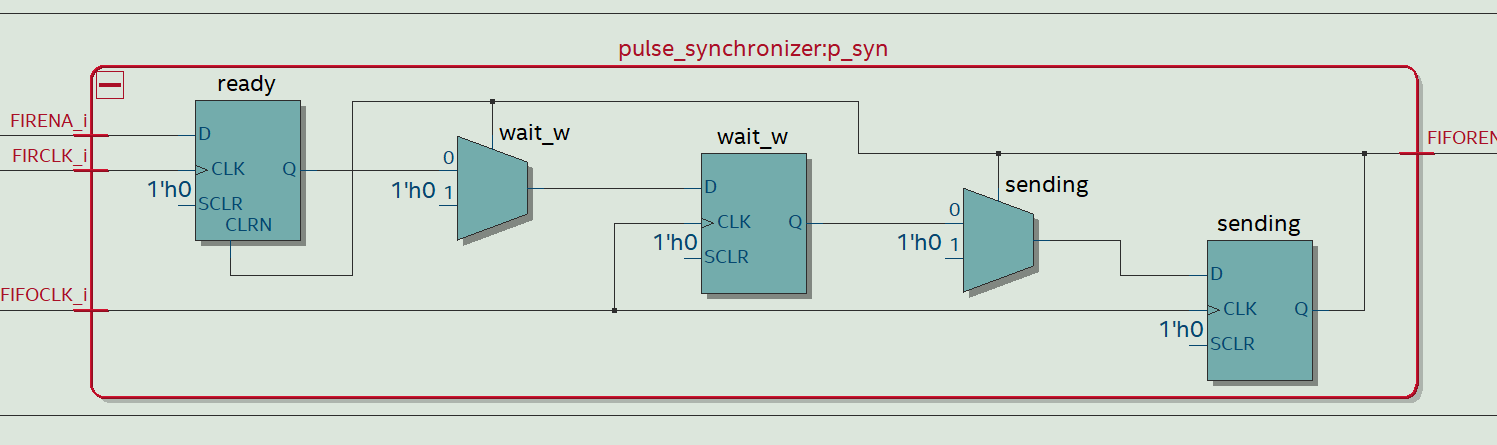 pulse_synchronizer:p_syn
ready
FIRENA_i
D
FIRCLK_i
CLK
Q
1'h0
SCLR
CLRN
wait_w
0
1'h0
1
wait_w
D
CLK
Q
1'h0
SCLR
sending
0
1'h0
1
sending
D
CLK
Q
1'h0
SCLR
FIFOREN
FIFOCLK_i